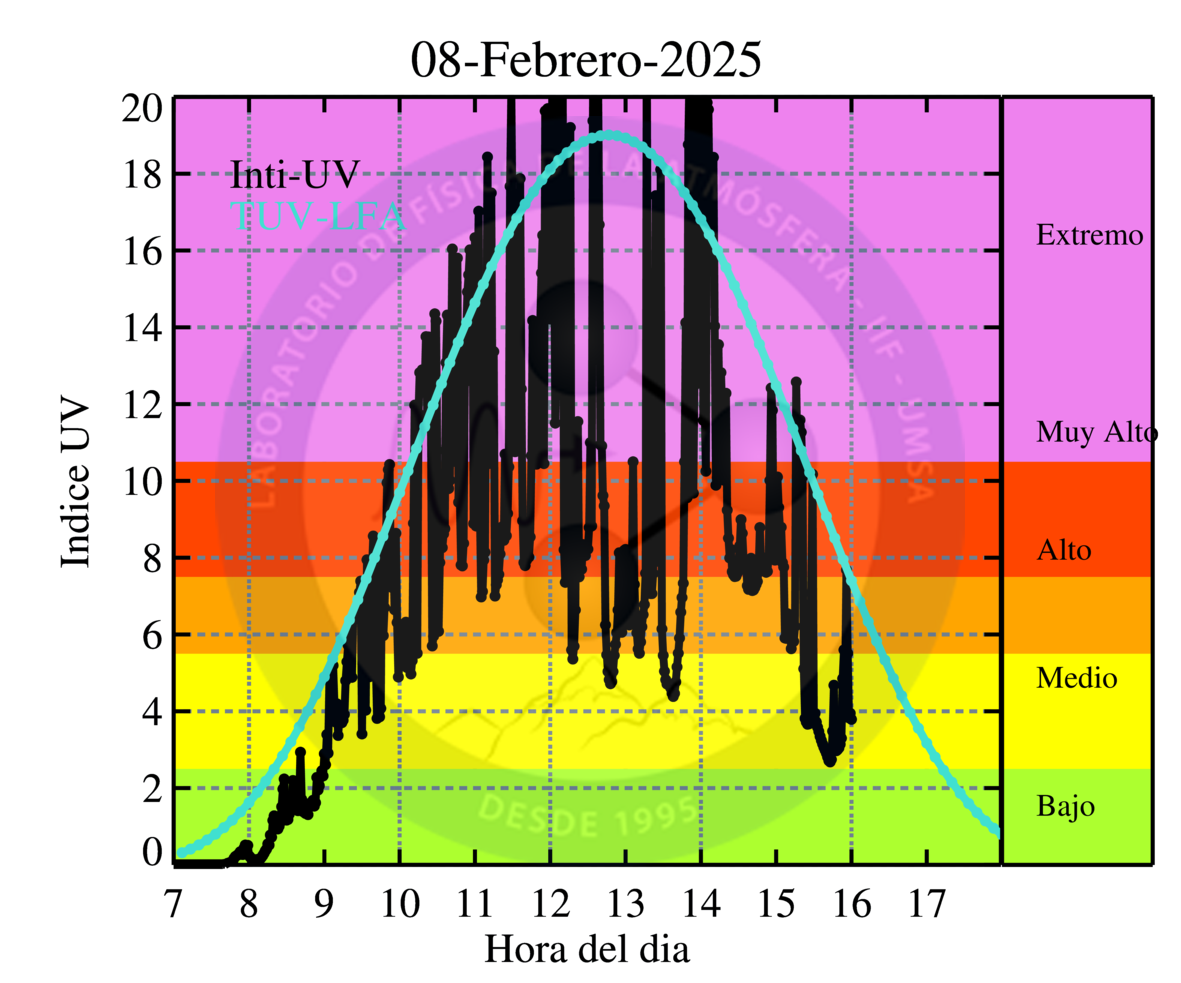 08-Febrero-2025
Inti-UV
TUV-LFA
LABORATORIO DE FÍSICA DE LA ATMÓSFERA - IIF - UMSA
DESDE 1995
Indice UV
20
18
16
14
12
10
8
6
4
2
0
7 8 9 10 11 12 13 14 15 16 17
Hora del dia
Extremo
Muy Alto
Alto
Medio
Bajo